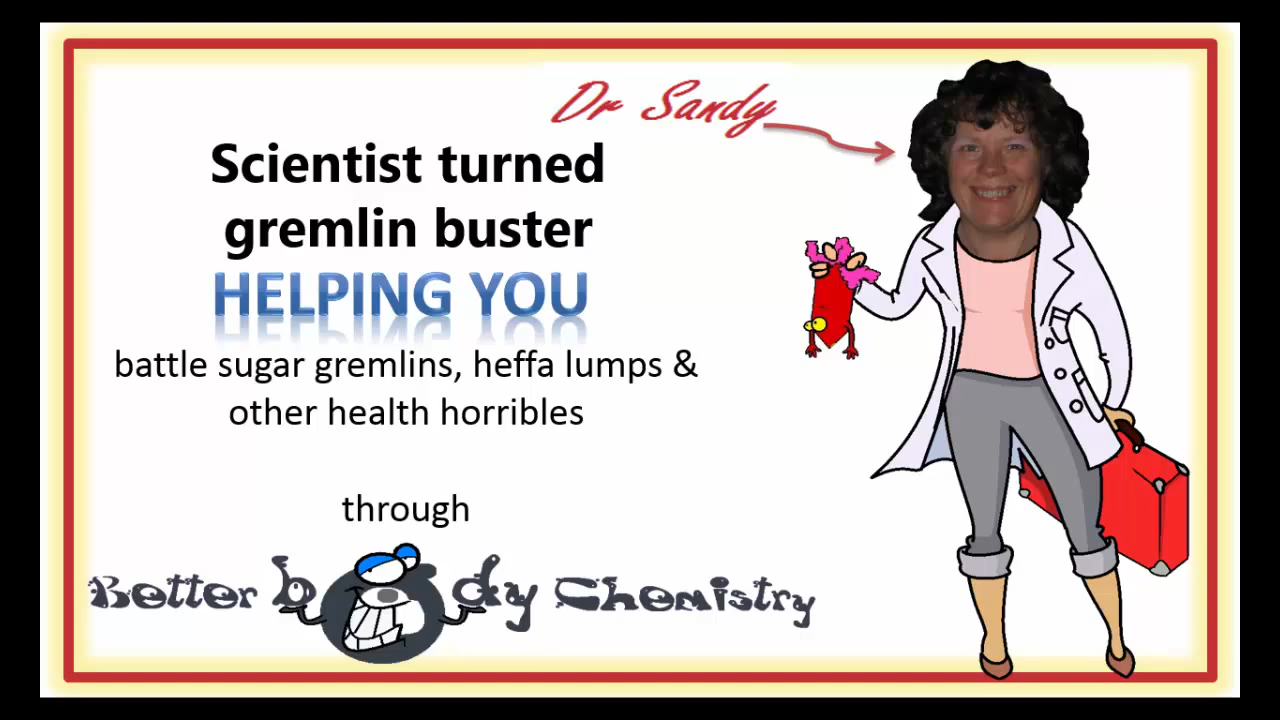 Dr Sandy
Scientist turned
gremlin buster
HELPING YOU
battle sugar gremlins, heffa lumps &
other health horribles
through
Better body Chemistry